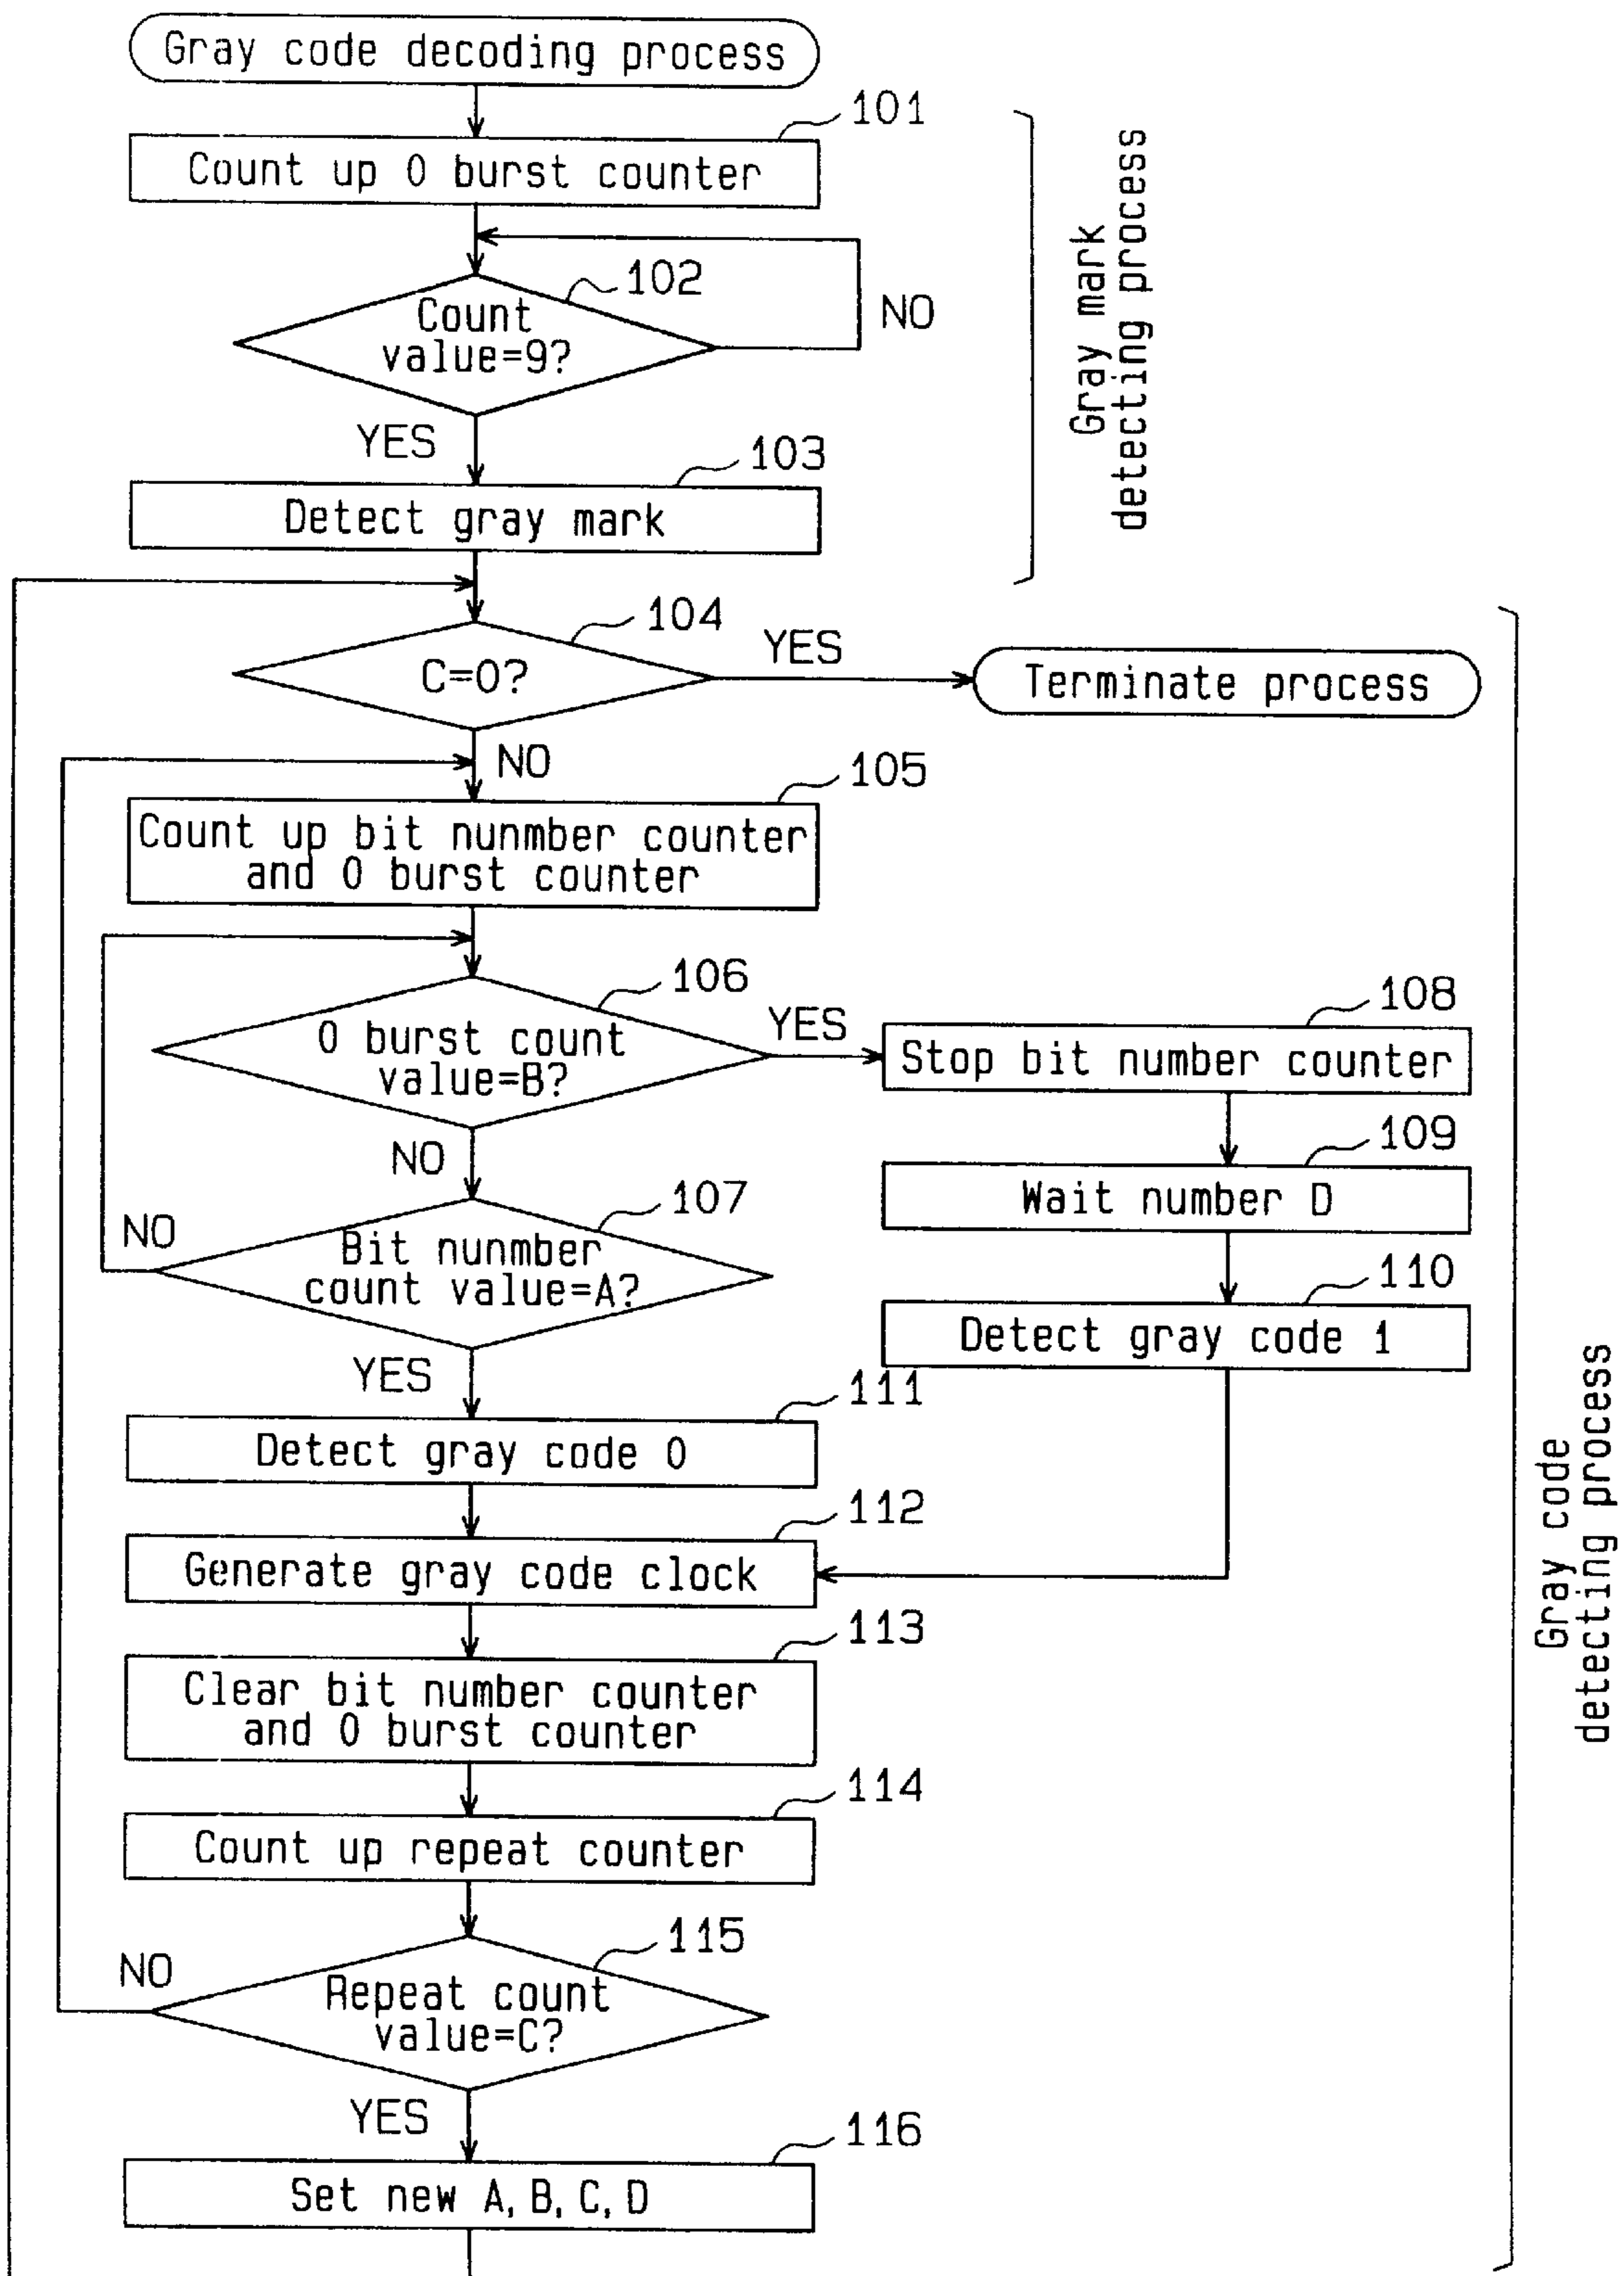 Gray code decoding process
101
Count up 0 burst counter
102
Count
value=9?
NO
YES
103
Detect gray mark
Gray mark
detecting process
104
C=0?
YES
Terminate process
NO
105
Count up bit nunmber counter
and 0 burst counter
106
0 burst count
value=B?
YES
108
Stop bit number counter
NO
109
Wait number D
107
Bit nunmber
count value=A?
NO
110
Detect gray code 1
YES
111
Detect gray code 0
112
Generate gray code clock
113
Clear bit number counter
and 0 burst counter
114
Count up repeat counter
115
Repeat count
value=C?
NO
YES
116
Set new A, B, C, D
Gray code
detecting process